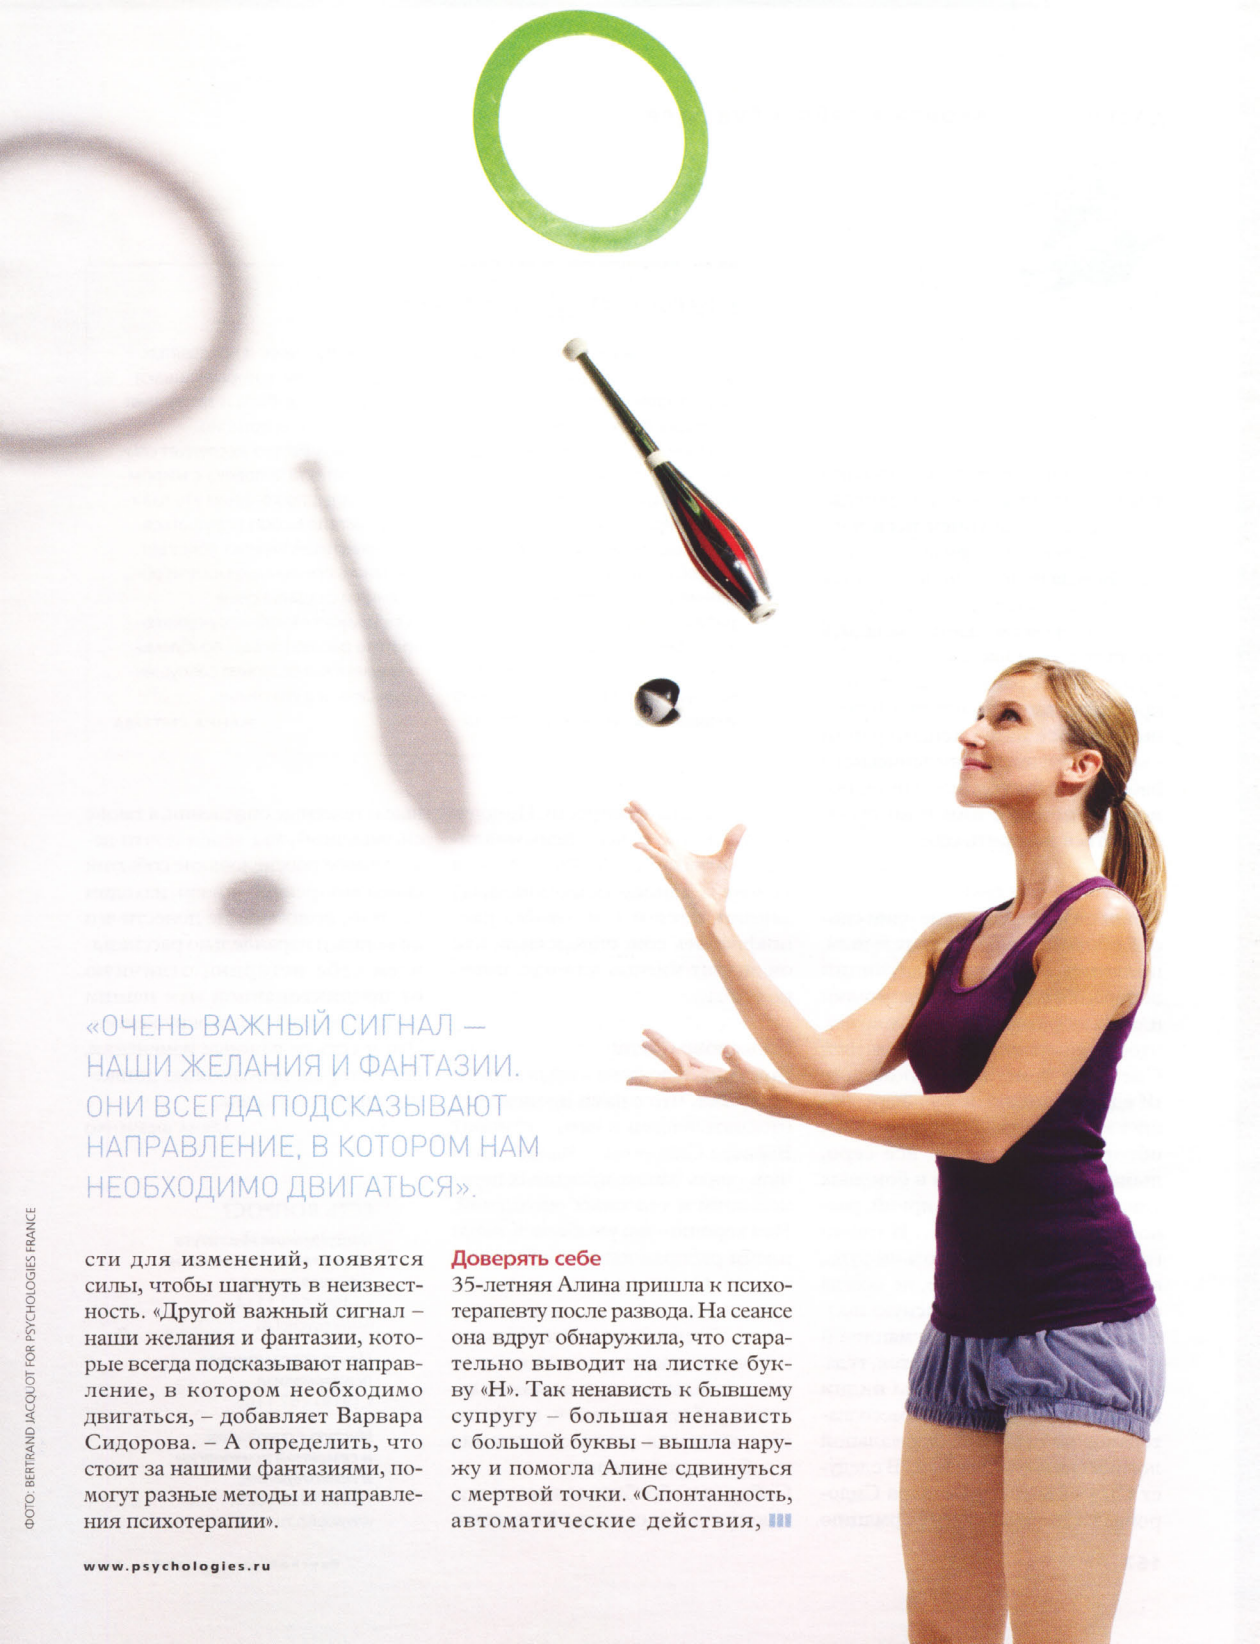 «ОЧЕНЬ ВАЖНЫЙ СИГНАЛ —
НАШИ ЖЕЛАНИЯ И ФАНТАЗИИ.
ОНИ ВСЕГДА ПОДСКАЗЫВАЮТ
НАПРАВЛЕНИЕ, В КОТОРОМ НАМ
НЕОБХОДИМО ДВИГАТЬСЯ».
сти для изменений, появятся
силы, чтобы шагнуть в неизвест-
ность. «Другой важный сигнал –
наши желания и фантазии, кото-
рые всегда подсказывают направ-
ление, в котором необходимо
двигаться, – добавляет Варвара
Сидорова. – А определить, что
стоит за нашими фантазиями, по-
могут разные методы и направле-
ния психотерапии».
Доверять себе
35-летняя Алина пришла к психо-
терапевту после развода. На сеансе
она вдруг обнаружила, что стара-
тельно выводит на листке бук-
ву «Н». Так ненависть к бывшему
супругу – большая ненависть
с большой буквы – вышла нару-
жу и помогла Алине сдвинуться
с мертвой точки. «Спонтанность,
автоматические действия,
www.psychologies.ru
ФОТО: BERTRAND JACQUOT FOR PSYCHOLOGIES FRANCE